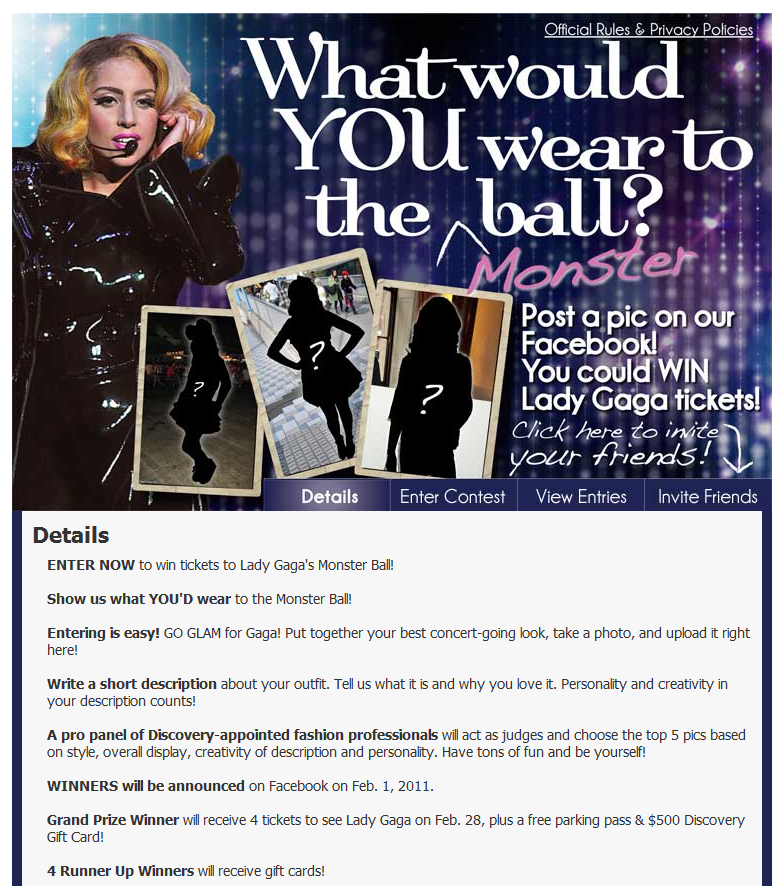 Official Rules & Privacy Policies
What would
YOU wear to
the ball?
Monster
? ? ?
Post a pic on our
Facebook!
You could WIN
Lady Gaga tickets!
Click here to invite
your friends!
Details Enter Contest View Entries Invite Friends
Details
ENTER NOW to win tickets to Lady Gaga's Monster Ball!
Show us what YOU'D wear to the Monster Ball!
Entering is easy! GO GLAM for Gaga! Put together your best concert-going look, take a photo, and upload it right
here!
Write a short description about your outfit. Tell us what it is and why you love it. Personality and creativity in
your description counts!
A pro panel of Discovery-appointed fashion professionals will act as judges and choose the top 5 pics based
on style, overall display, creativity of description and personality. Have tons of fun and be yourself!
WINNERS will be announced on Facebook on Feb. 1, 2011.
Grand Prize Winner will receive 4 tickets to see Lady Gaga on Feb. 28, plus a free parking pass & $500 Discovery
Gift Card!
4 Runner Up Winners will receive gift cards!